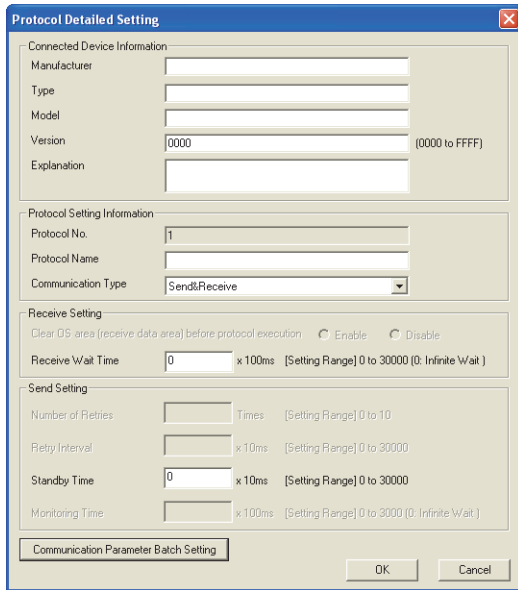 Protocol Detailed Setting
Connected Device Information
Manufacturer
Type
Model
Version 0000 (0000 to FFFF)
Explanation
Protocol Setting Information
Protocol No. 1
Protocol Name
Communication Type Send&Receive
Receive Setting
Clear OS area (receive data area) before protocol execution Enable Disable
Receive Wait Time 0 x 100ms [Setting Range] 0 to 30000 (0: Infinite Wait )
Send Setting
Number of Retries Times [Setting Range] 0 to 10
Retry Interval x 10ms [Setting Range] 0 to 30000
Standby Time 0 x 10ms [Setting Range] 0 to 30000
Monitoring Time x 100ms [Setting Range] 0 to 3000 (0: Infinite Wait )
Communication Parameter Batch Setting
OK Cancel